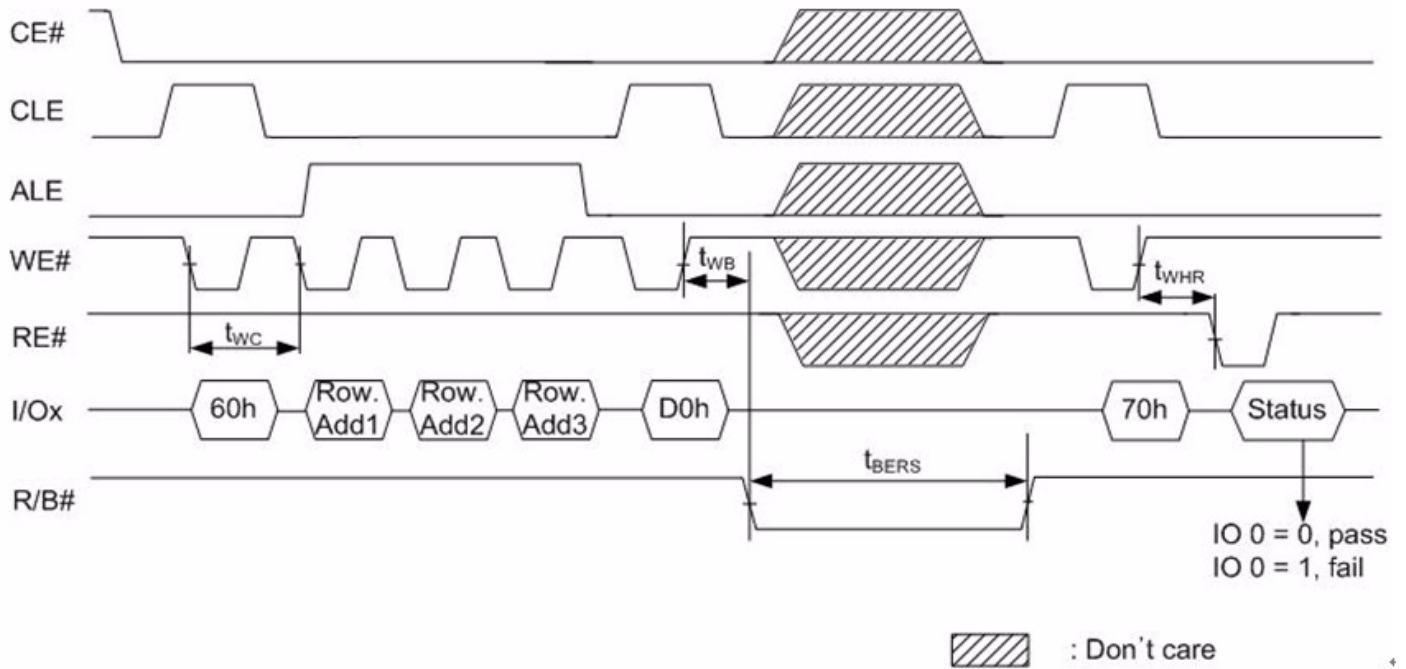 CE#
CLE
ALE
WE#
tWB
tWHR
RE#
tWC
I/Ox
60h
Row.
Add1
Row.
Add2
Row.
Add3
D0h
70h
Status
tBERS
R/B#
IO 0 = 0, pass
IO 0 = 1, fail
: Don`t care